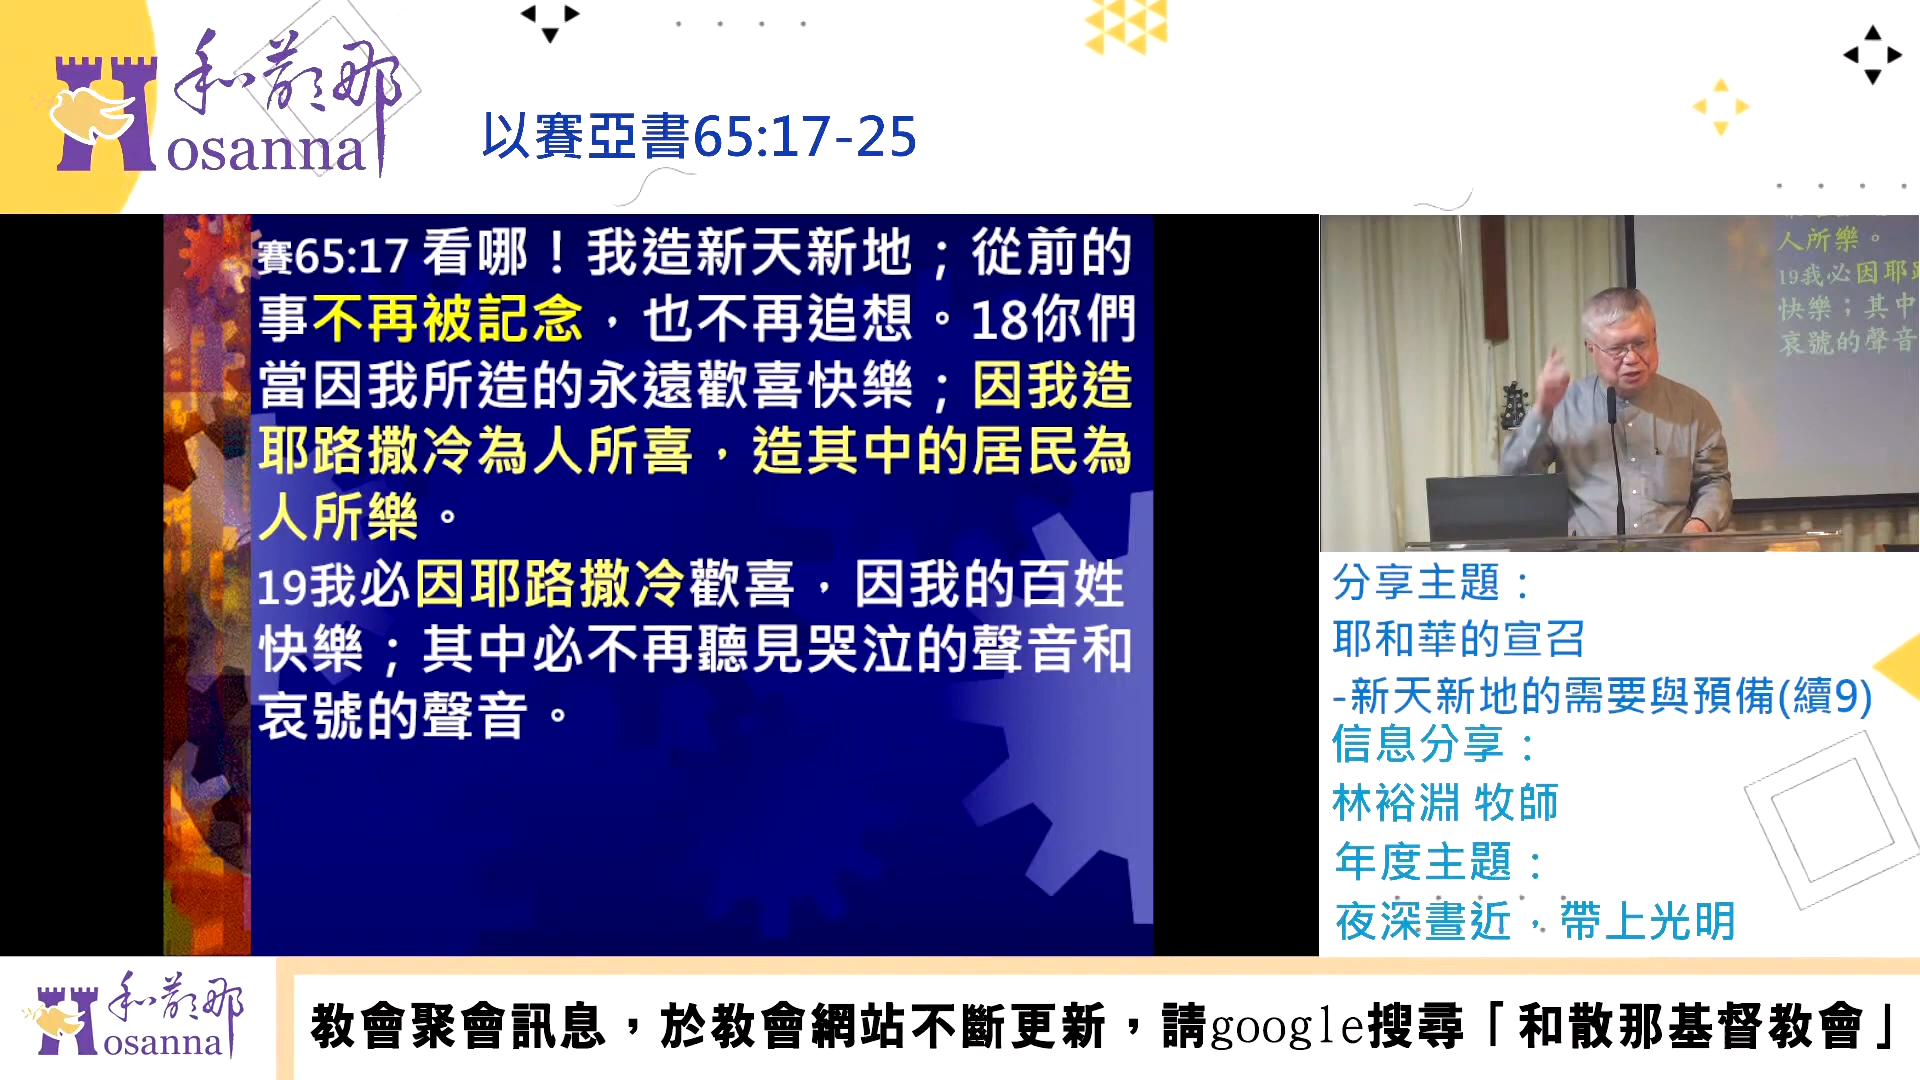 和散那
Hosanna
以賽亞書65:17-25
賽65:17 看哪！我造新天新地；從前的
事不再被記念，也不再追想。18你們
當因我所造的永遠歡喜快樂；因我造
耶路撒冷為人所喜，造其中的居民為
人所樂。
19我必因耶路撒冷歡喜，因我的百姓
快樂；其中必不再聽見哭泣的聲音和
哀號的聲音。
人所樂。
19我必因耶路
快樂；其中
哀號的聲音
分享主題：
耶和華的宣召
-新天新地的需要與預備(續9)
信息分享：
林裕淵 牧師
年度主題：
夜深晝近，帶上光明
和散那
Hosanna
教會聚會訊息，於教會網站不斷更新，請google搜尋「和散那基督教會」